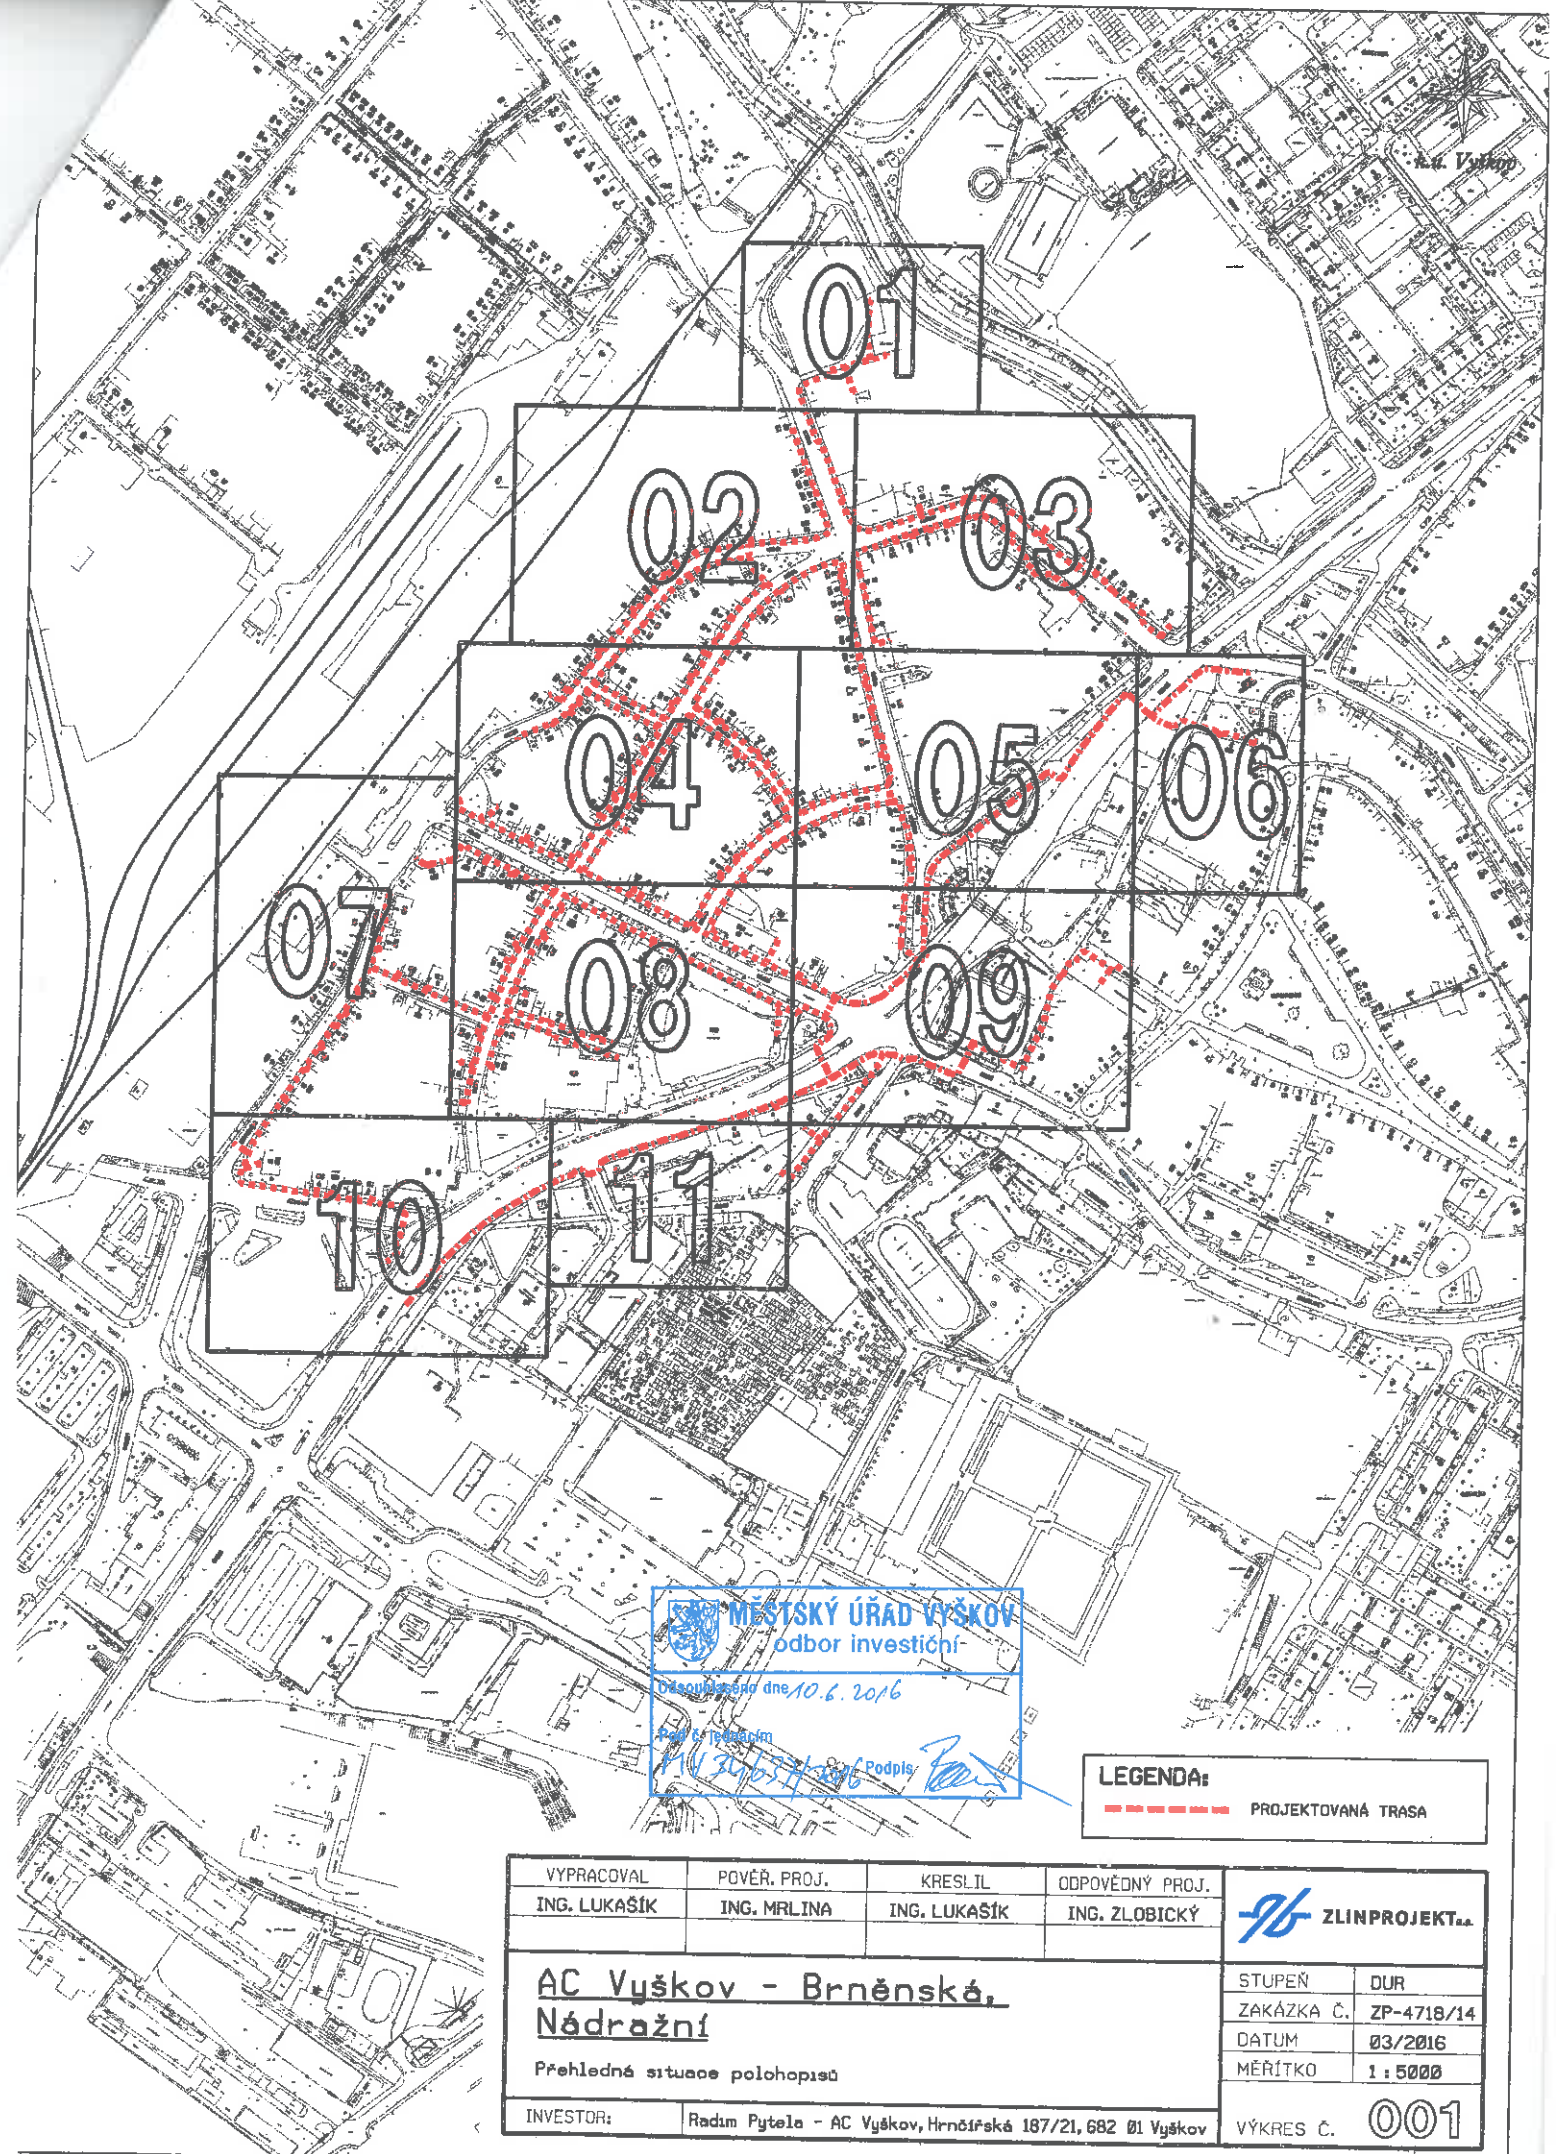 k.ú. Vyškov
01
02
03
04
05
06
07
08
09
10
11
MĚSTSKÝ ÚŘAD VYŠKOV
odbor investiční
Odsouhlaseno dne 10.6.2016
Pod č. jednacím
Podpis
LEGENDA:
PROJEKTOVANÁ TRASA
VYPRACOVAL POVĚR. PROJ. KRESLIL ODPOVĚDNÝ PROJ.
ING. LUKAŠÍK ING. MRLINA ING. LUKAŠÍK ING. ZLOBICKÝ
ZLINPROJEKT a.s.
AC Vyškov - Brněnská,
Nádražní
Přehledná situace polohopisů
STUPEŇ DUR
ZAKÁZKA Č. ZP-4718/14
DATUM 03/2016
MĚŘÍTKO 1 : 5000
INVESTOR: Radim Pytela - AC Vyškov, Hrnčířská 187/21, 682 01 Vyškov
VÝKRES Č. 001